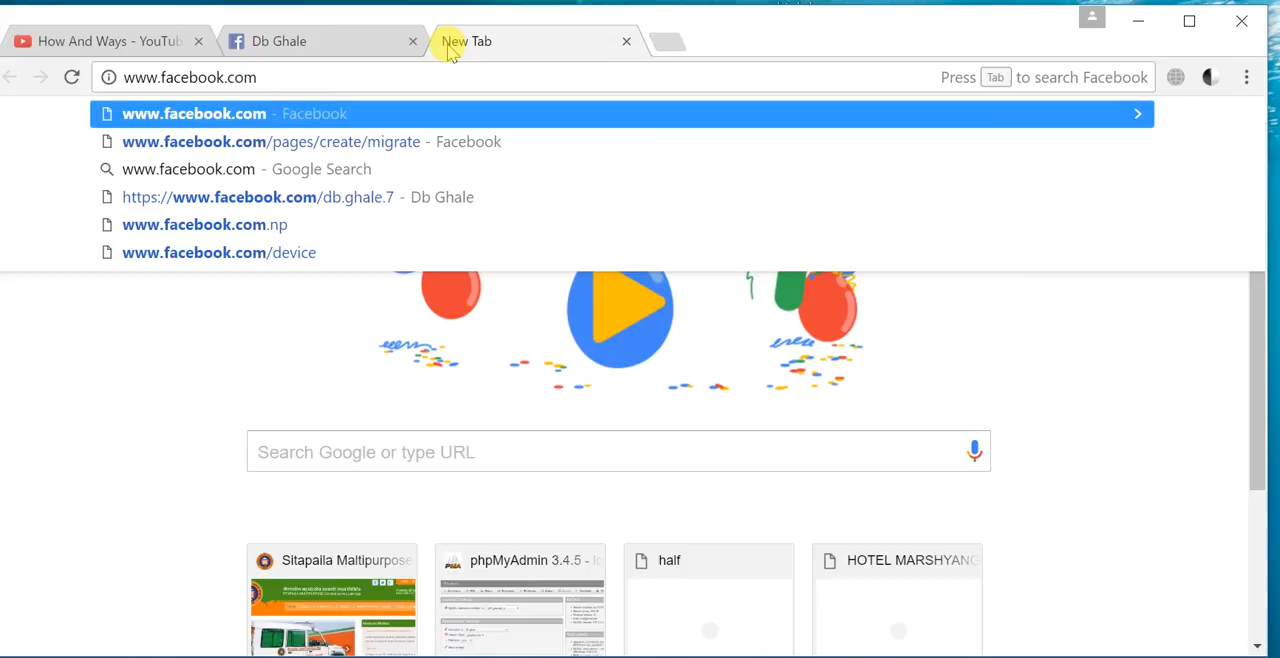 How And Ways - YouTub
Db Ghale
New Tab
www.facebook.com
Press Tab to search Facebook
www.facebook.com - Facebook
www.facebook.com/pages/create/migrate - Facebook
www.facebook.com - Google Search
https://www.facebook.com/db.ghale.7 - Db Ghale
www.facebook.com.np
www.facebook.com/device
Search Google or type URL
Sitapaila Maltipurpose
phpMyAdmin 3.4.5 - lo
half
HOTEL MARSHYANG
PMA